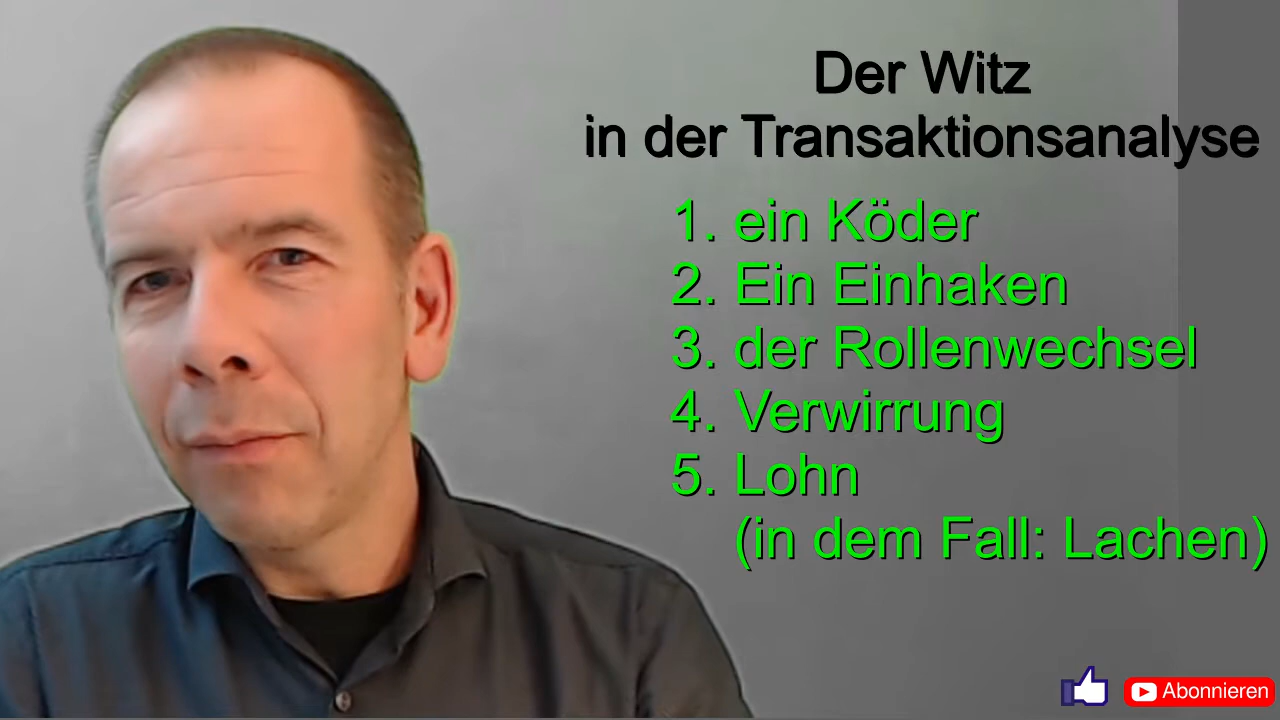 Der Witz
in der Transaktionsanalyse
1. ein Köder
2. Ein Einhaken
3. der Rollenwechsel
4. Verwirrung
5. Lohn
(in dem Fall: Lachen)
Abonnieren